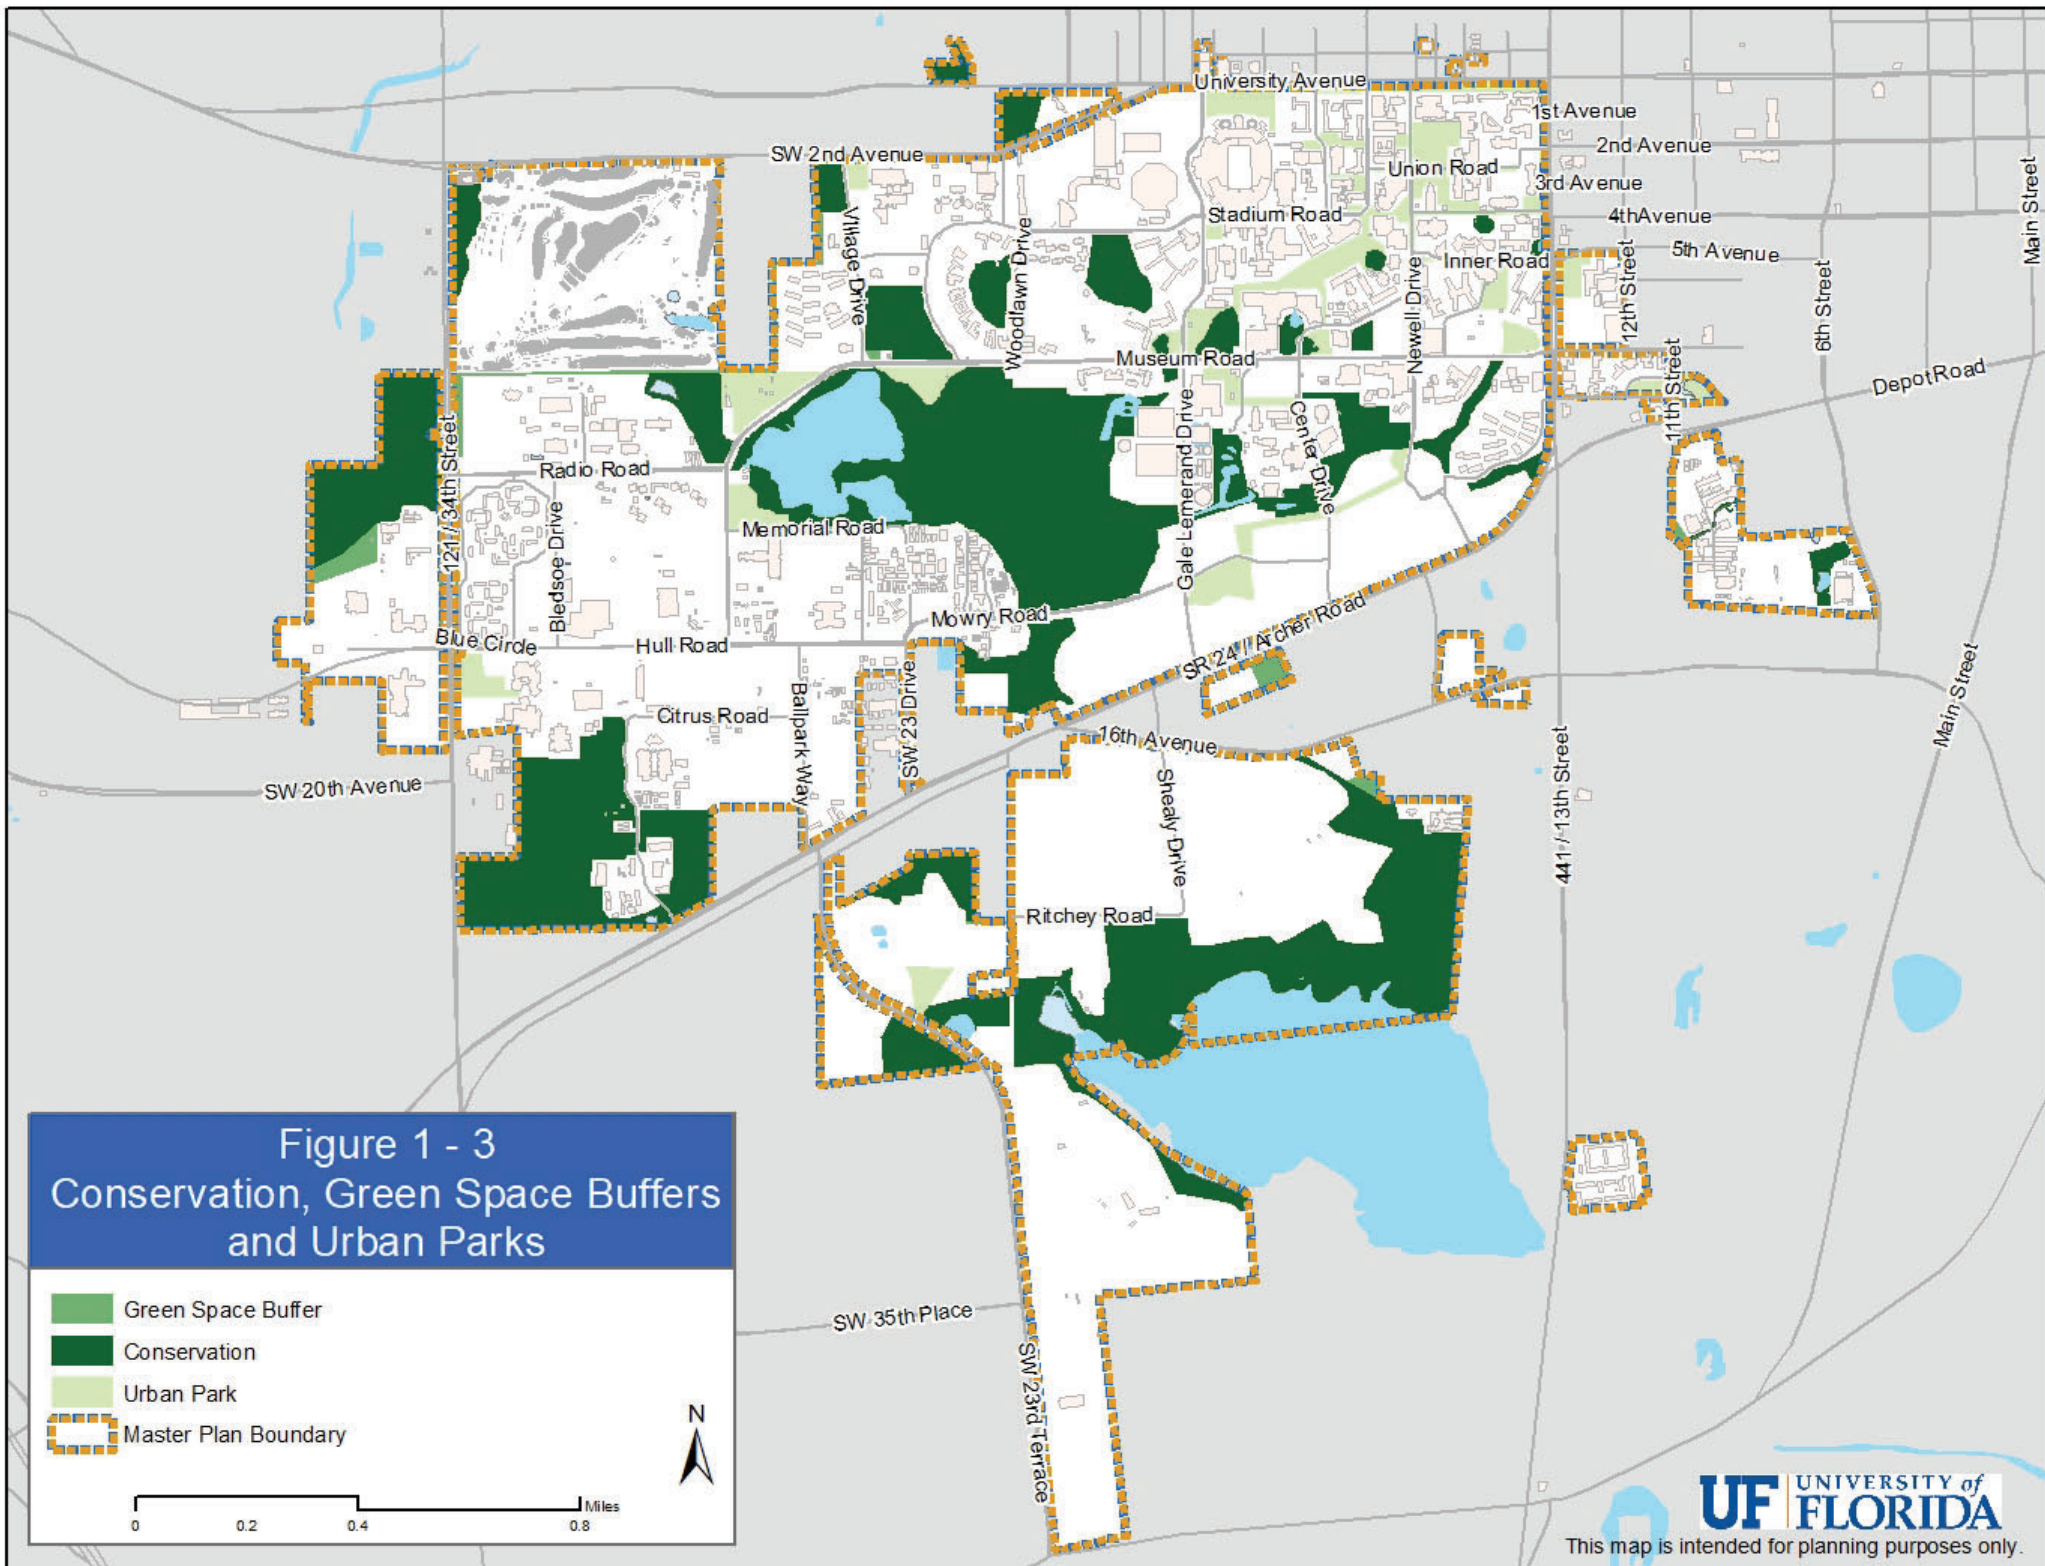 University Avenue
1st Avenue
2nd Avenue
SW 2nd Avenue
Union Road
3rd Avenue
Main Street
Stadium Road
4thAvenue
Village Drive
Woodlawn Drive
5th Avenue
Inner Road
12th Street
6th Street
Newell Drive
Museum Road
11th Street
Depot Road
121 / 34th Street
Gale Lemerand Drive
Center Drive
Radio Road
Bledsoe Drive
Memorial Road
Mowry Road
Blue Circle
Hull Road
SR 24 / Archer Road
SW 23 Drive
Ballpark Way
Citrus Road
Main Street
16th Avenue
SW 20th Avenue
Shealy Drive
441 / 13th Street
Ritchey Road
Figure 1 - 3
Conservation, Green Space Buffers
and Urban Parks
Green Space Buffer
Conservation
Urban Park
Master Plan Boundary
N
Miles
0 0.2 0.4 0.8
SW 35th Place
SW 23rd Terrace
UF UNIVERSITY of
FLORIDA
This map is intended for planning purposes only.